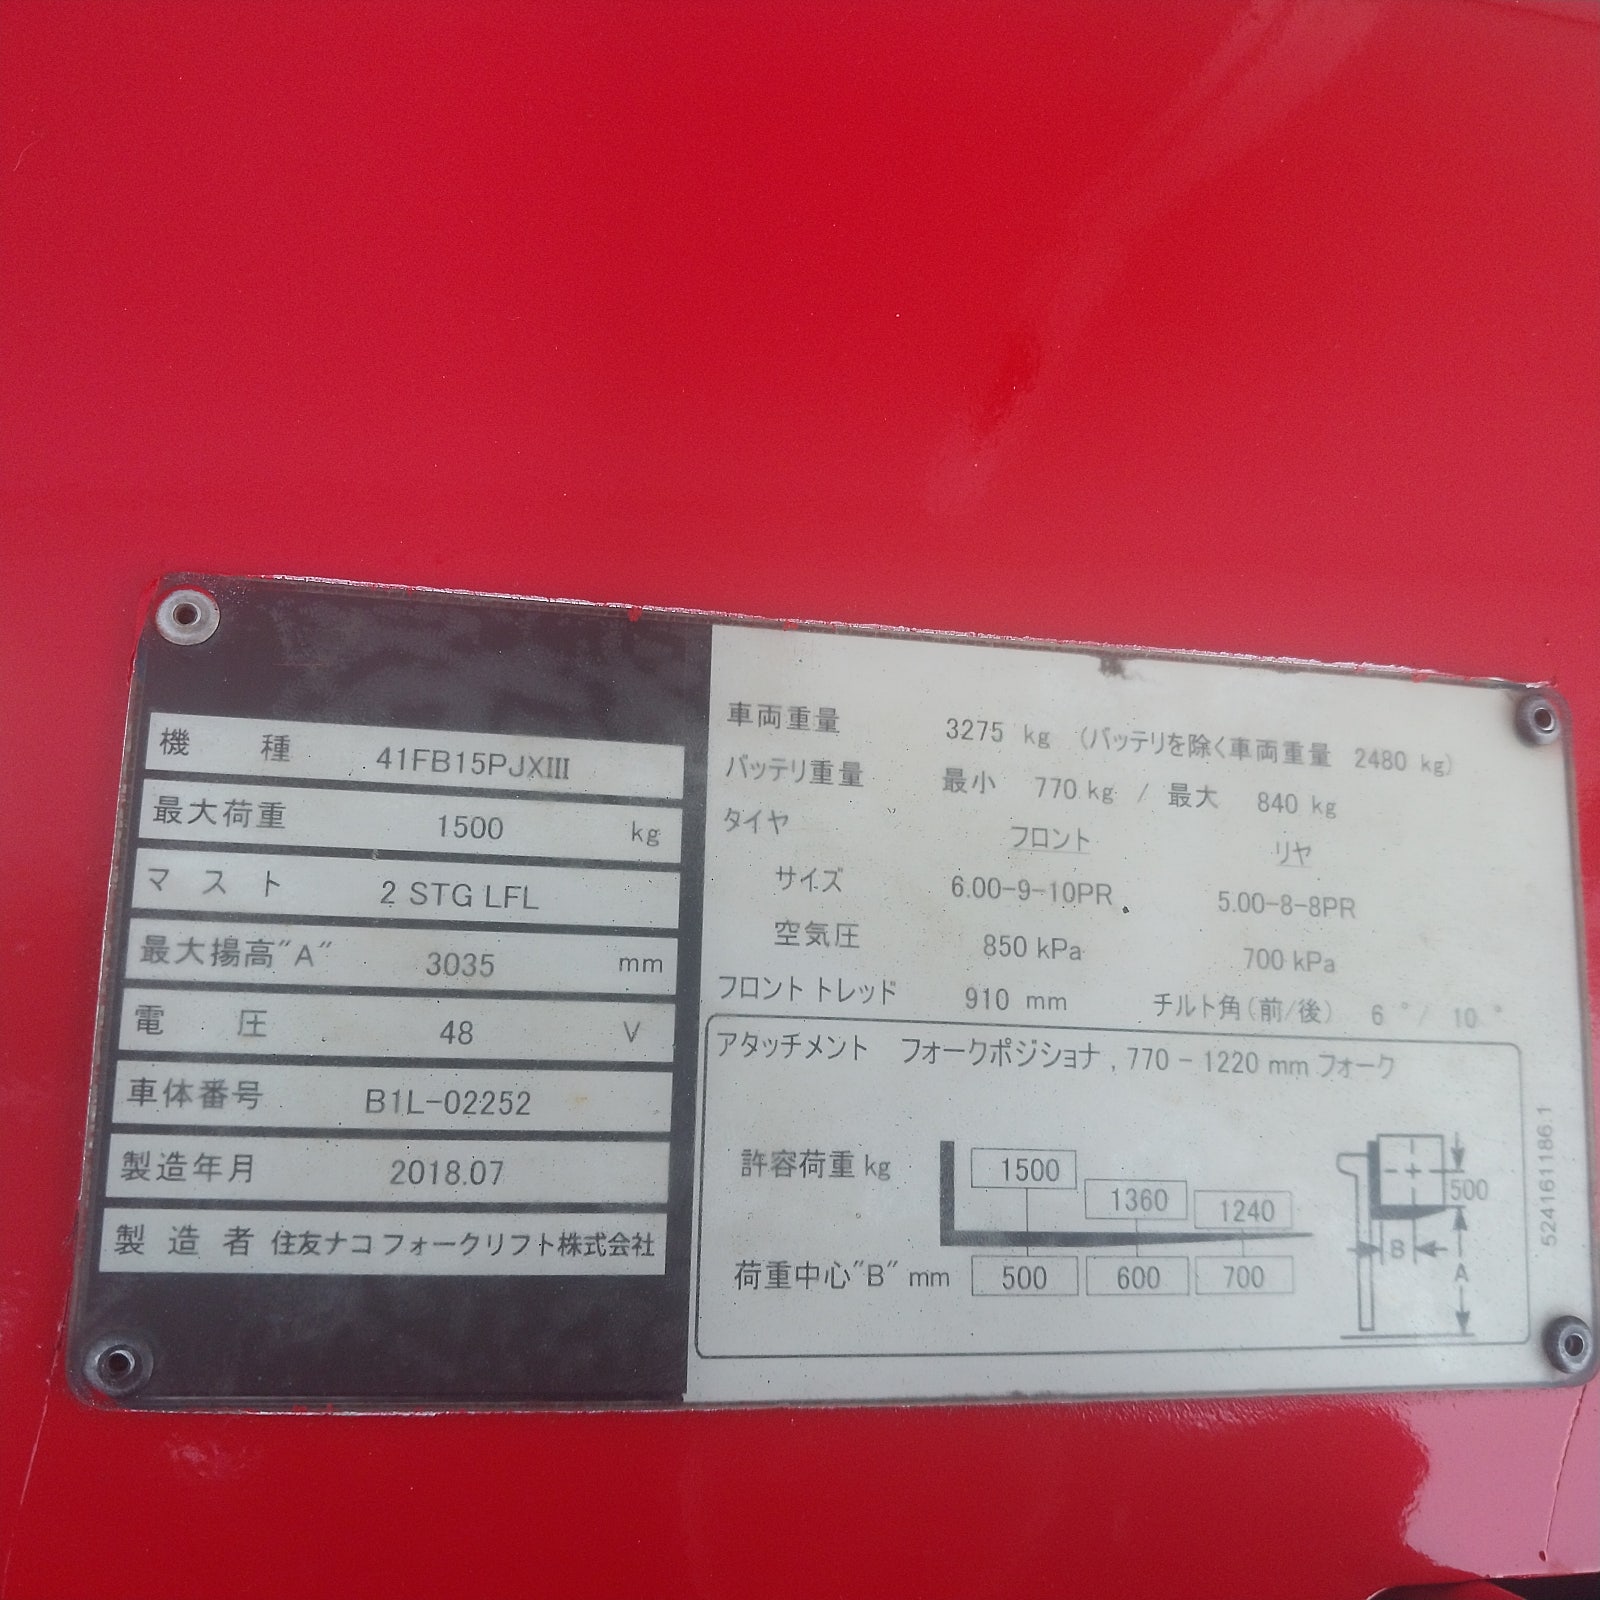 機種 41FB15PJXⅢ
最大荷重 1500 kg
マスト 2 STG LFL
最大揚高"A" 3035 mm
電圧 48 V
車体番号 B1L-02252
製造年月 2018.07
製造者 住友ナコ フォークリフト株式会社
車両重量 3275 kg (バッテリを除く車両重量 2480 kg)
バッテリ重量 最小 770 kg / 最大 840 kg
タイヤ フロント リヤ
サイズ 6.00-9-10PR 5.00-8-8PR
空気圧 850 kPa 700 kPa
フロント トレッド 910 mm チルト角(前/後) 6 °/ 10 °
アタッチメント フォークポジショナ, 770 - 1220 mm フォーク
許容荷重 kg 1500 1360 1240
荷重中心"B" mm 500 600 700
500
B
A
52416118861